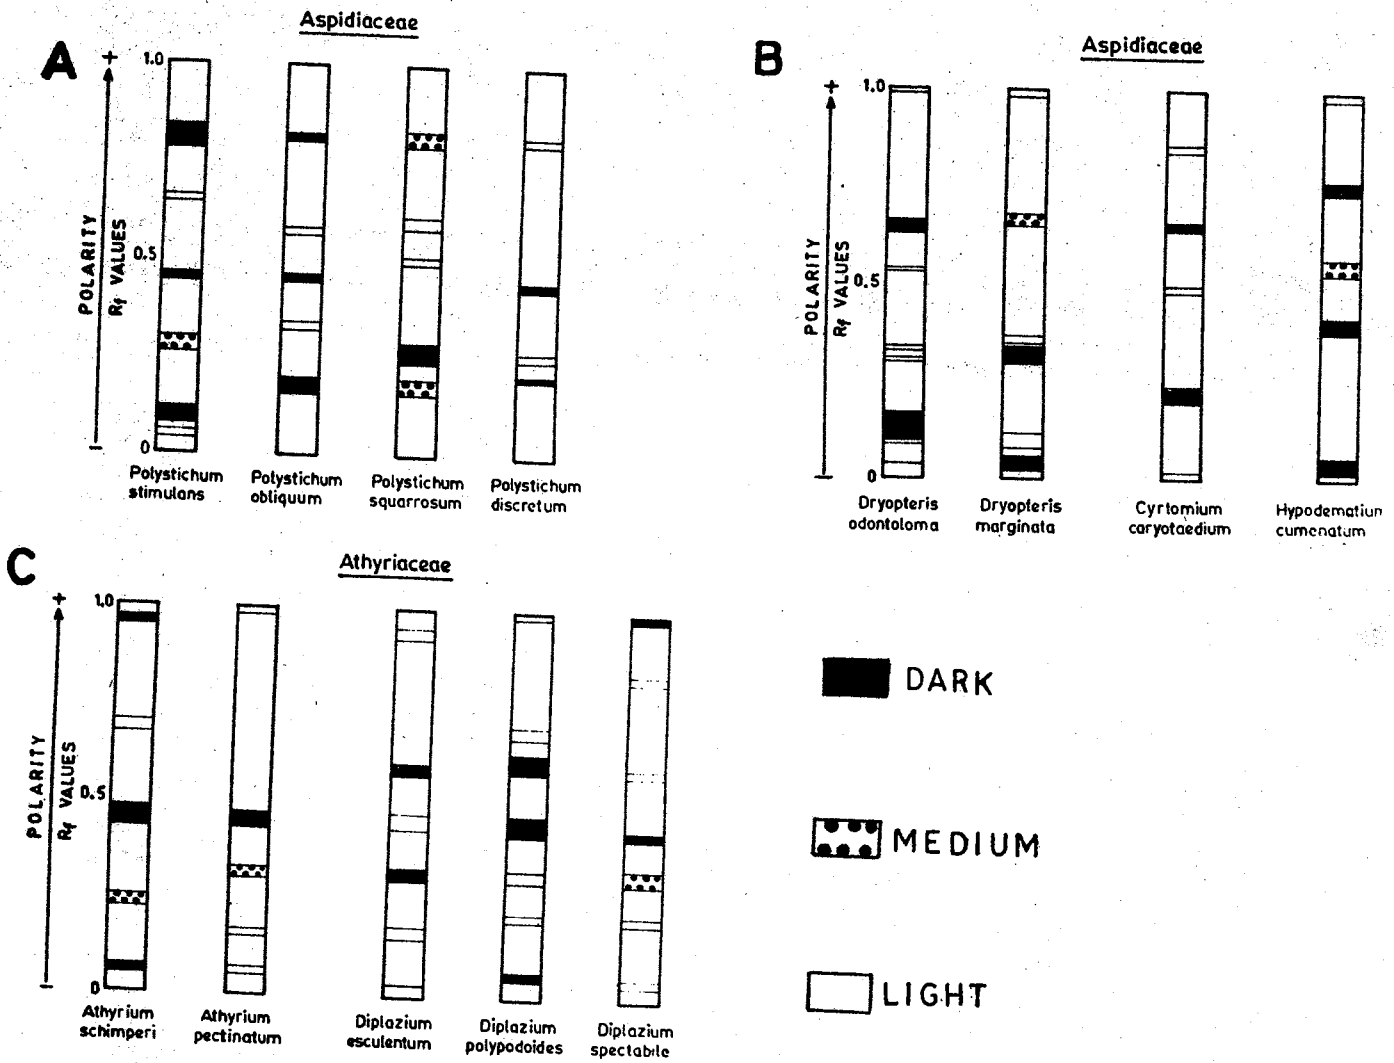 A
Aspidiaceae
+
1.0
0.5
0
–
POLARITY
Rf VALUES
Polystichum
stimulans
Polystichum
obliquum
Polystichum
squarrosum
Polystichum
discretum
B
Aspidiaceae
+
1.0
0.5
0
–
POLARITY
Rf VALUES
Dryopteris
odontoloma
Dryopteris
marginata
Cyrtomium
caryotaedium
Hypodematiun
cumenatum
C
Athyriaceae
+
1.0
0.5
0
–
POLARITY
Rf VALUES
Athyrium
schimperi
Athyrium
pectinatum
Diplazium
esculentum
Diplazium
polypodoides
Diplazium
spectabile
DARK
MEDIUM
LIGHT